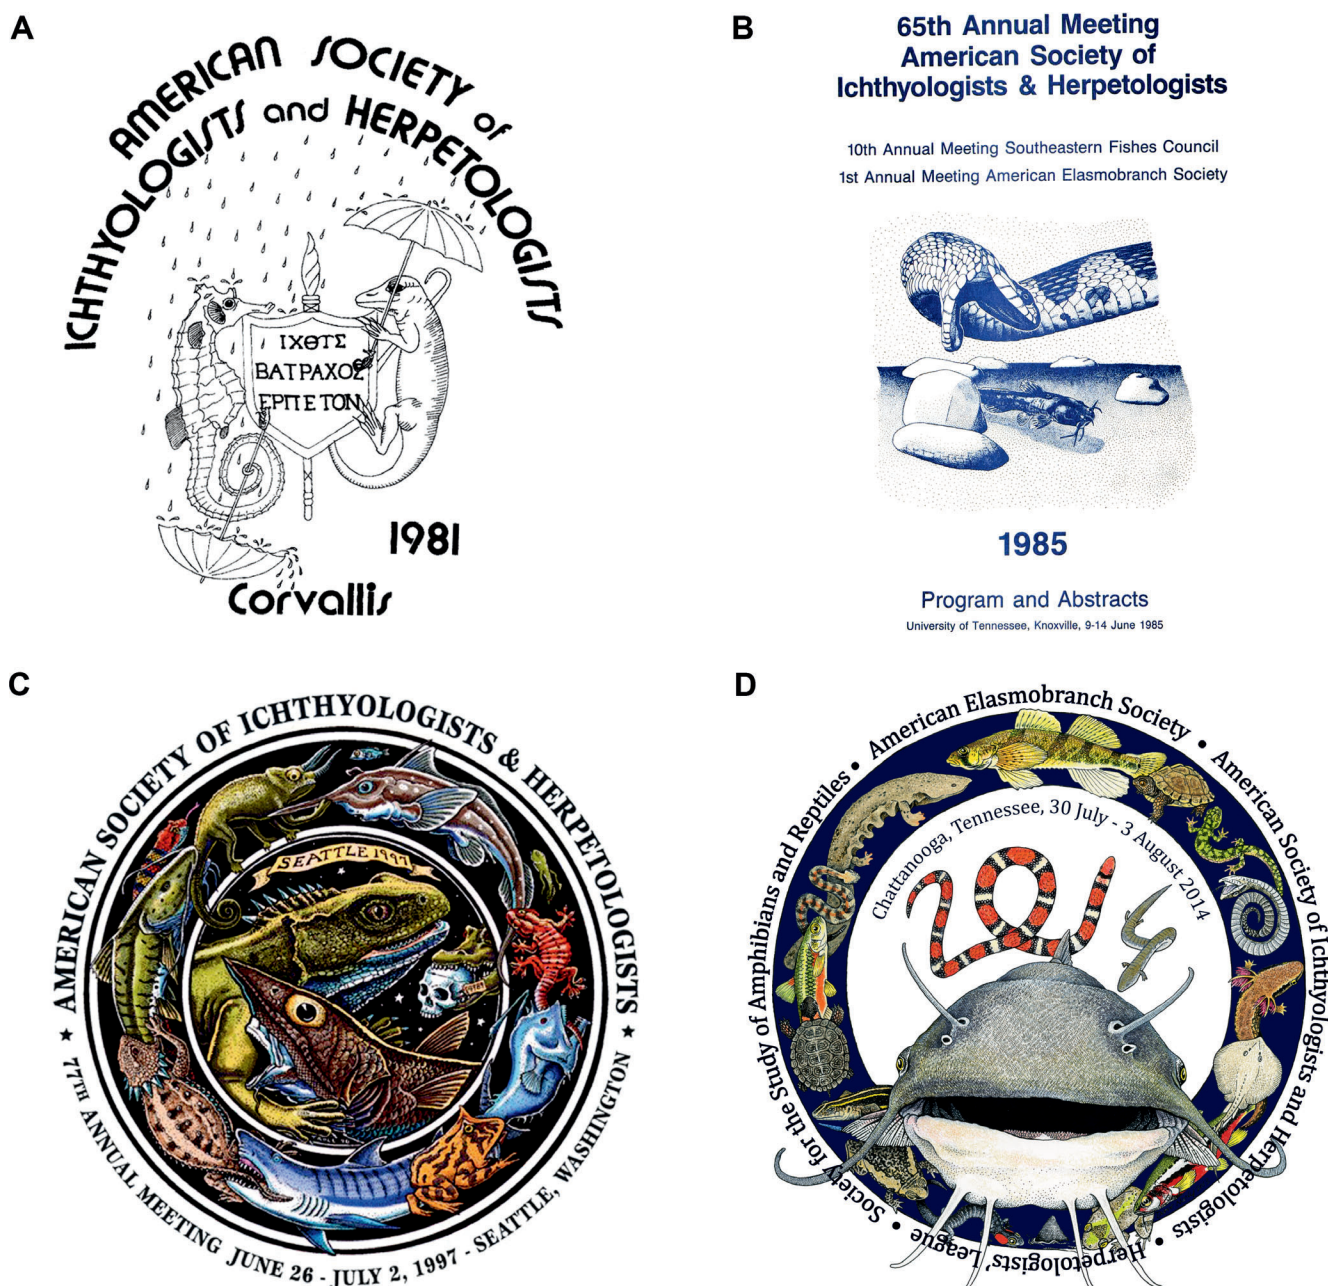 A
AMERICAN SOCIETY of
ICHTHYOLOGISTS and HERPETOLOGISTS
ΙΧΘΤΣ
ΒΑΤΡΑΧΟΣ
ΕΡΠΕΤΟΝ
1981
Corvallis
B
65th Annual Meeting
American Society of
Ichthyologists & Herpetologists
10th Annual Meeting Southeastern Fishes Council
1st Annual Meeting American Elasmobranch Society
1985
Program and Abstracts
University of Tennessee, Knoxville, 9-14 June 1985
C
★ AMERICAN SOCIETY OF ICHTHYOLOGISTS & HERPETOLOGISTS ★
SEATTLE 1997
77TH ANNUAL MEETING JUNE 26 - JULY 2, 1997 - SEATTLE, WASHINGTON
D
Society for the Study of Amphibians and Reptiles • American Elasmobranch Society • American Society of Ichthyologists and Herpetologists • Herpetologists' League •
Chattanooga, Tennessee, 30 July - 3 August 2014
2014